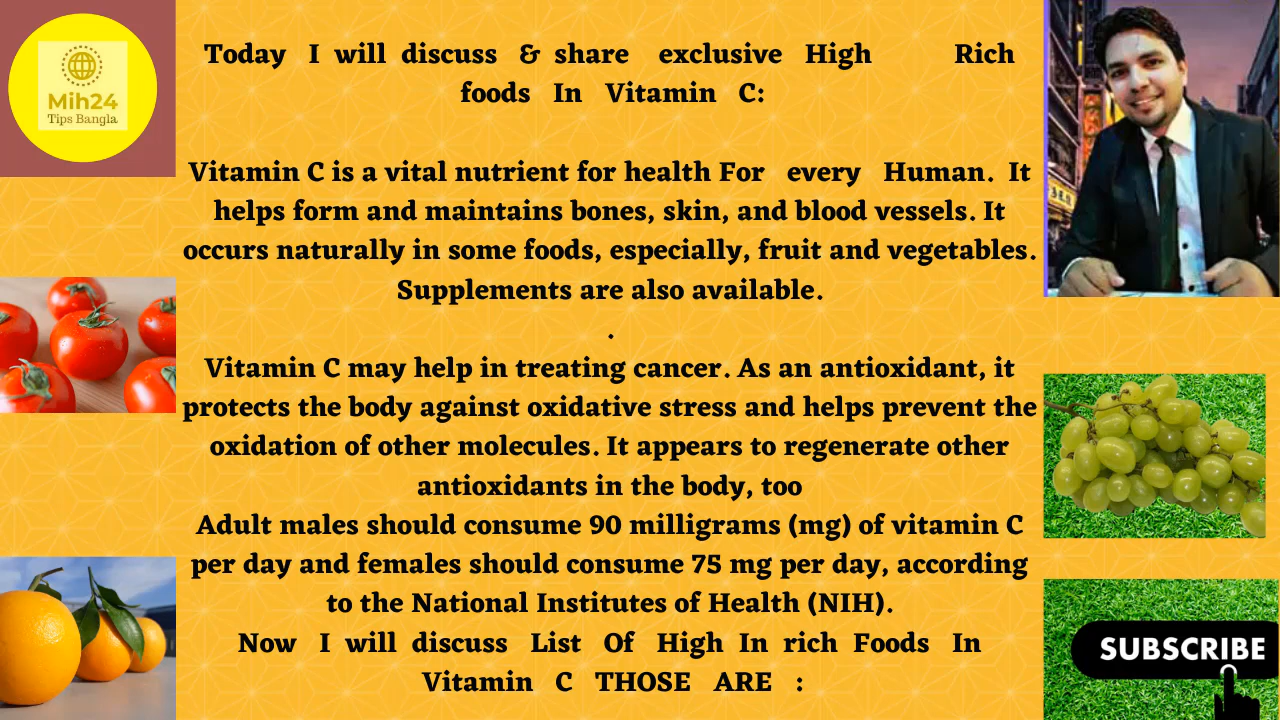 Mih24
Tips Bangla
Today I will discuss & share exclusive High Rich
foods In Vitamin C:
Vitamin C is a vital nutrient for health For every Human. It
helps form and maintains bones, skin, and blood vessels. It
occurs naturally in some foods, especially, fruit and vegetables.
Supplements are also available.
.
Vitamin C may help in treating cancer. As an antioxidant, it
protects the body against oxidative stress and helps prevent the
oxidation of other molecules. It appears to regenerate other
antioxidants in the body, too
Adult males should consume 90 milligrams (mg) of vitamin C
per day and females should consume 75 mg per day, according
to the National Institutes of Health (NIH).
Now I will discuss List Of High In rich Foods In
Vitamin C THOSE ARE :
SUBSCRIBE